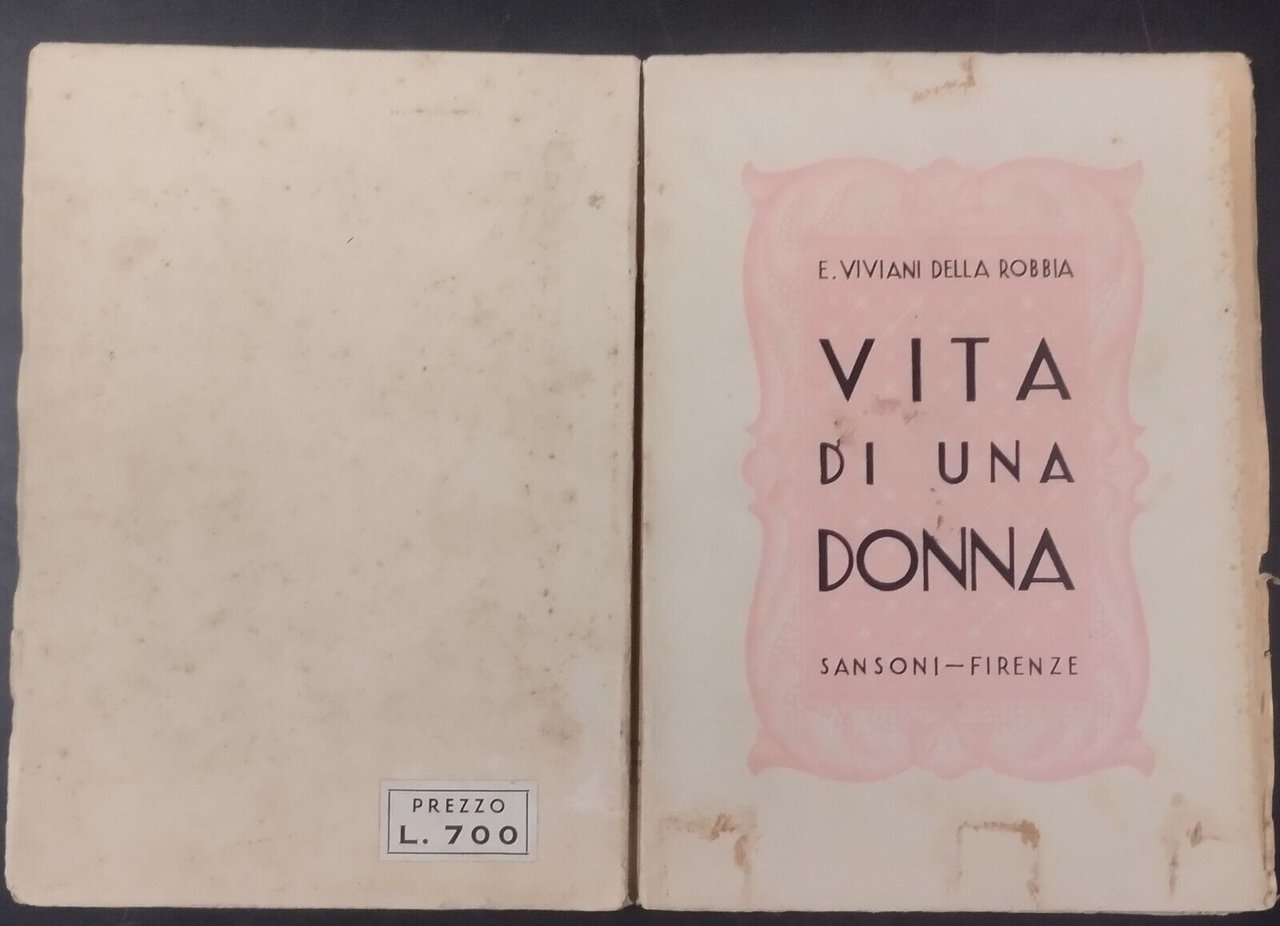 PREZZO
L. 700
E. VIVIANI DELLA ROBBIA
VITA
DI UNA
DONNA
SANSONI—FIRENZE